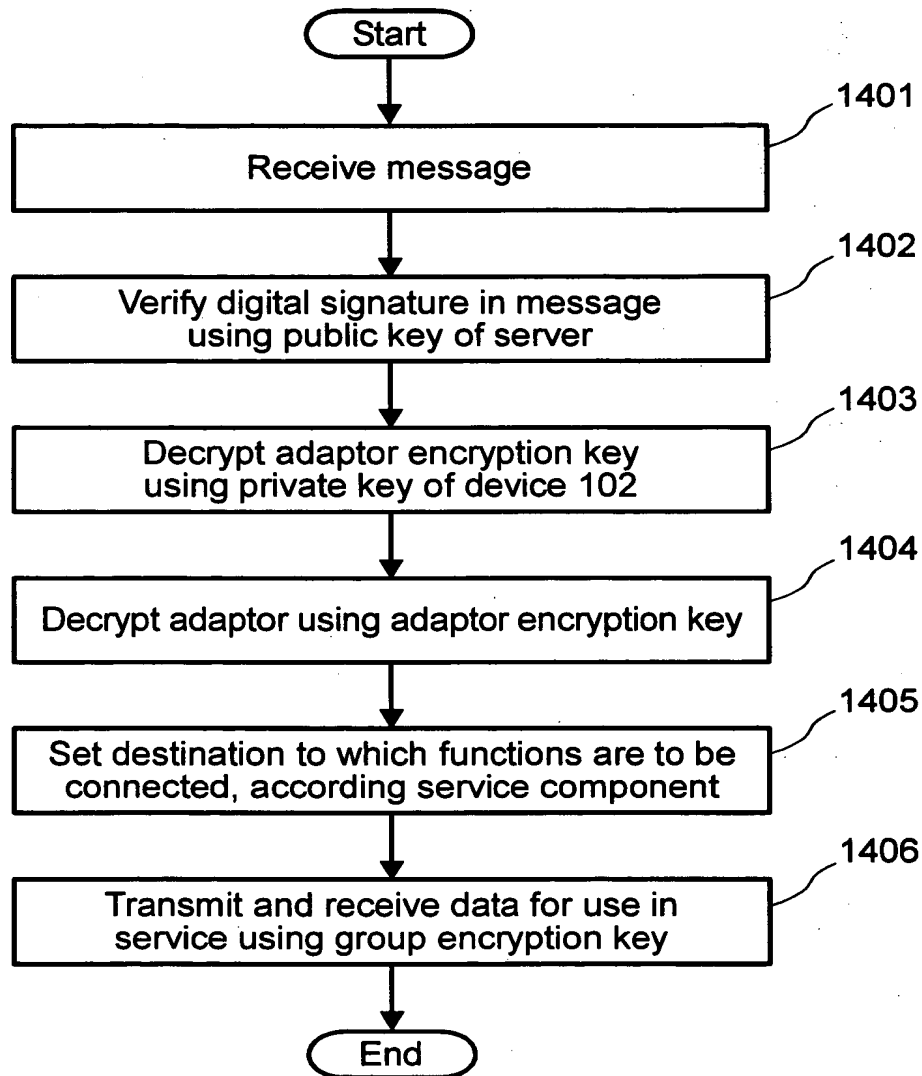 Start
1401
Receive message
1402
Verify digital signature in message
using public key of server
1403
Decrypt adaptor encryption key
using private key of device 102
1404
Decrypt adaptor using adaptor encryption key
1405
Set destination to which functions are to be
connected, according service component
1406
Transmit and receive data for use in
service using group encryption key
End